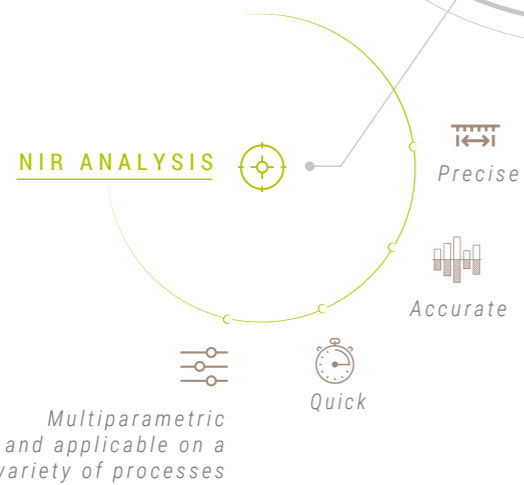 NIR ANALYSIS
Precise
Accurate
Quick
Multiparametric
and applicable on a
variety of processes